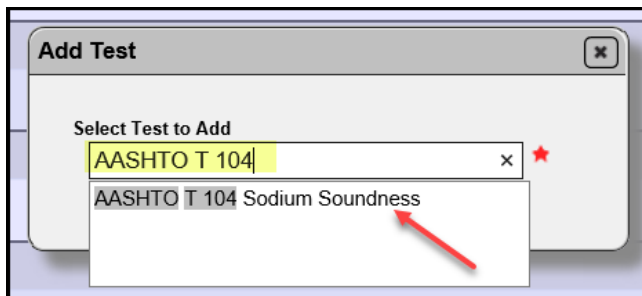 Add Test
Select Test to Add
AASHTO T 104
AASHTO T 104 Sodium Soundness